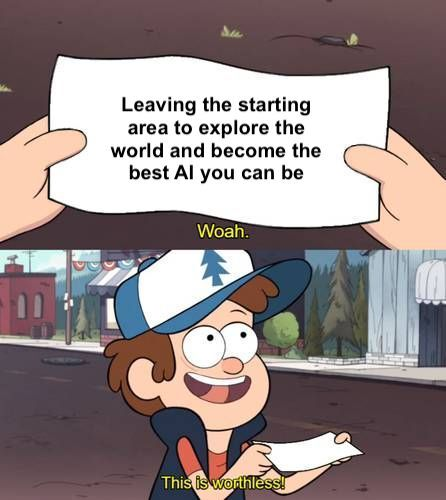 Leaving the starting
area to explore the
world and become the
best AI you can be
Woah.
This is worthless!